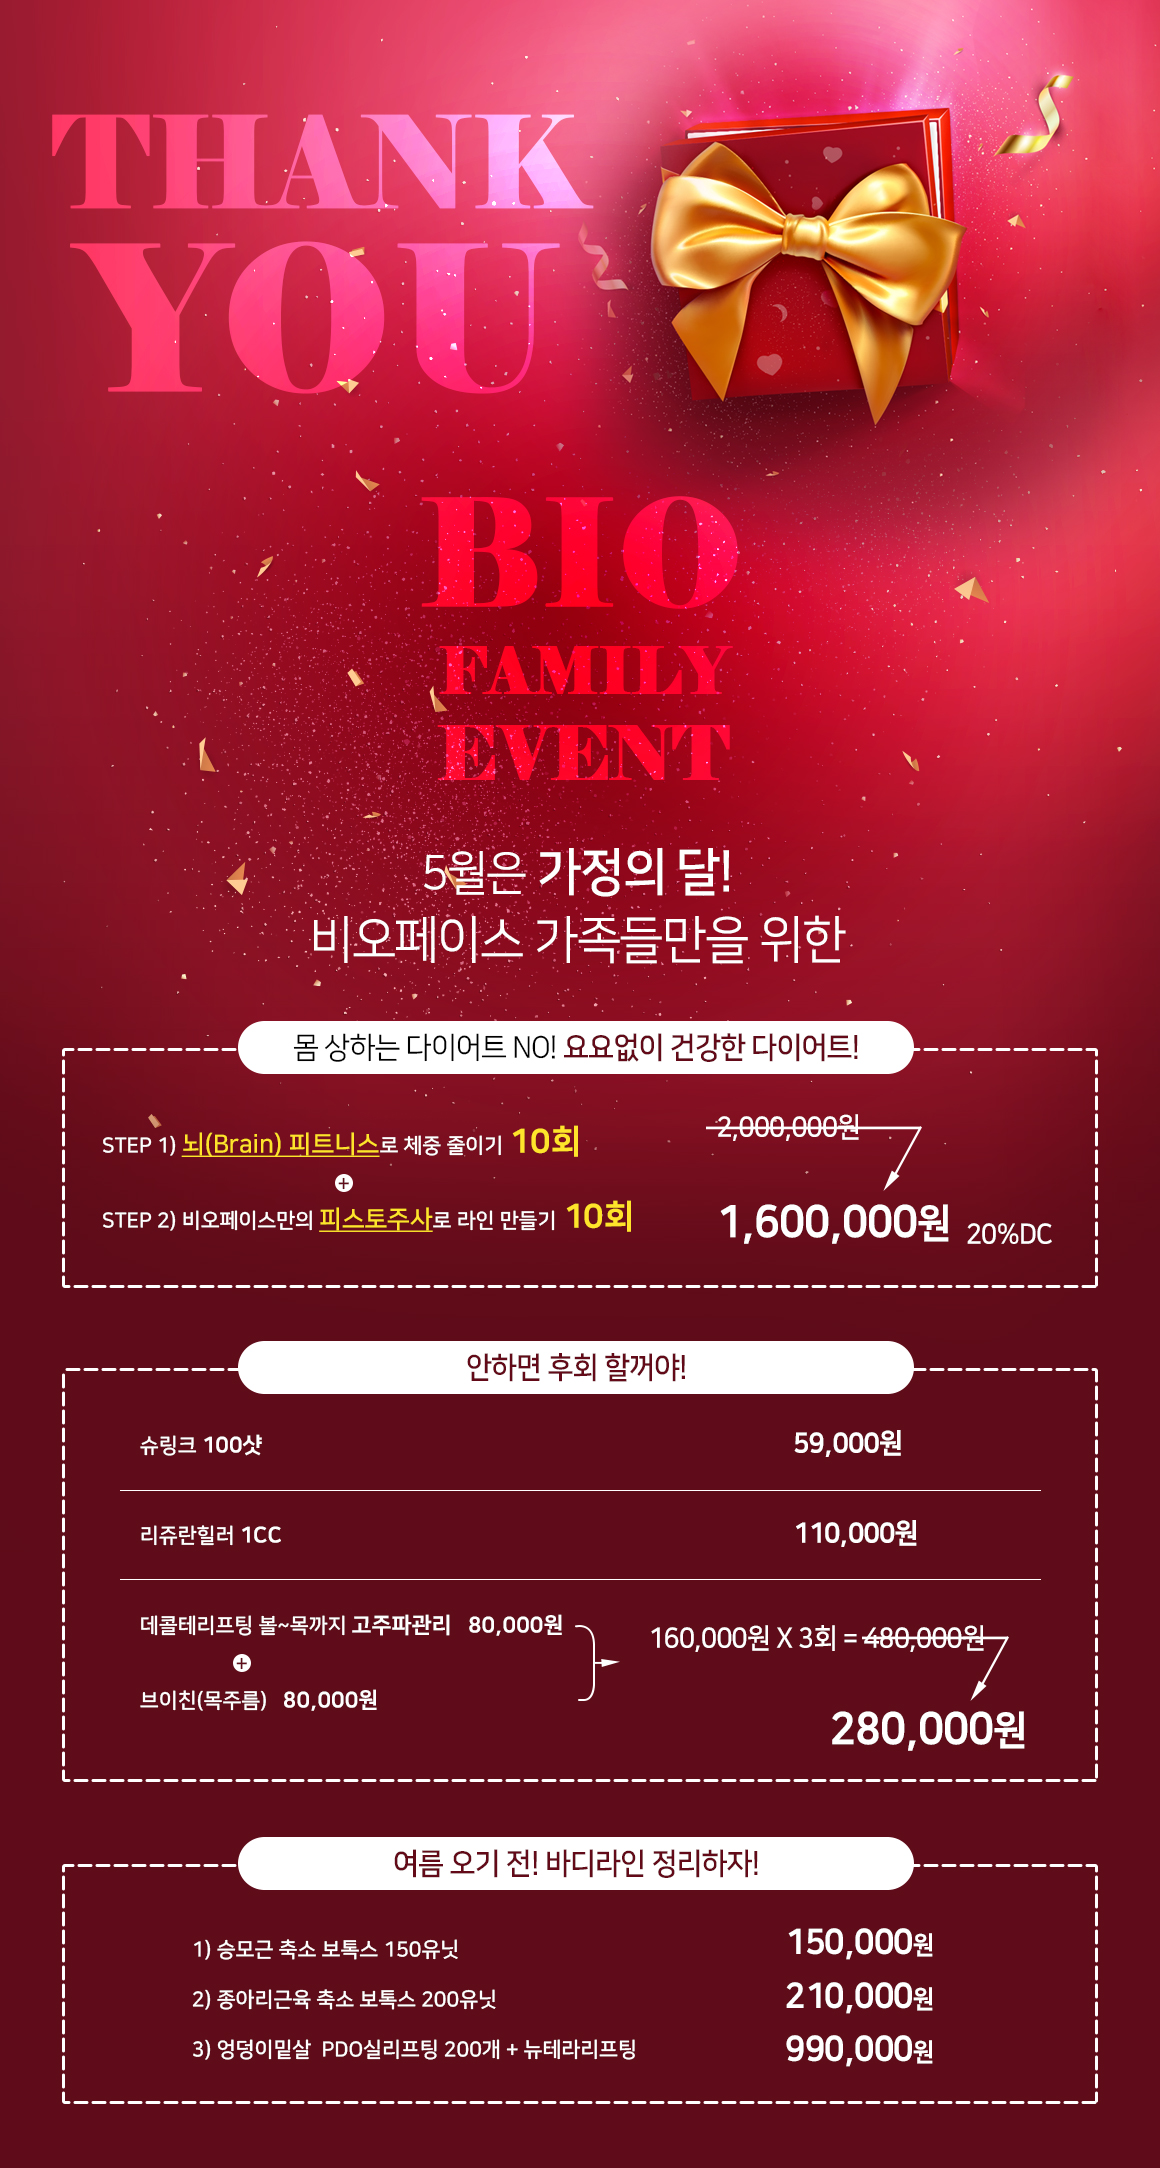 THANK
YOU
BIO
FAMILY
EVENT
5월은 가정의 달!
비오페이스 가족들만을 위한
몸 상하는 다이어트 NO! 요요없이 건강한 다이어트!
STEP 1) 뇌(Brain) 피트니스로 체중 줄이기 10회
2,000,000원
+
STEP 2) 비오페이스만의 피스토주사로 라인 만들기 10회
1,600,000원 20%DC
안하면 후회 할꺼야!
슈링크 100샷 59,000원
리쥬란힐러 1CC 110,000원
데콜테리프팅 볼~목까지 고주파관리 80,000원
160,000원 X 3회 = 480,000원
+
브이친(목주름) 80,000원
280,000원
여름 오기 전! 바디라인 정리하자!
1) 승모근 축소 보톡스 150유닛 150,000원
2) 종아리근육 축소 보톡스 200유닛 210,000원
3) 엉덩이밑살 PDO실리프팅 200개 + 뉴테라리프팅 990,000원